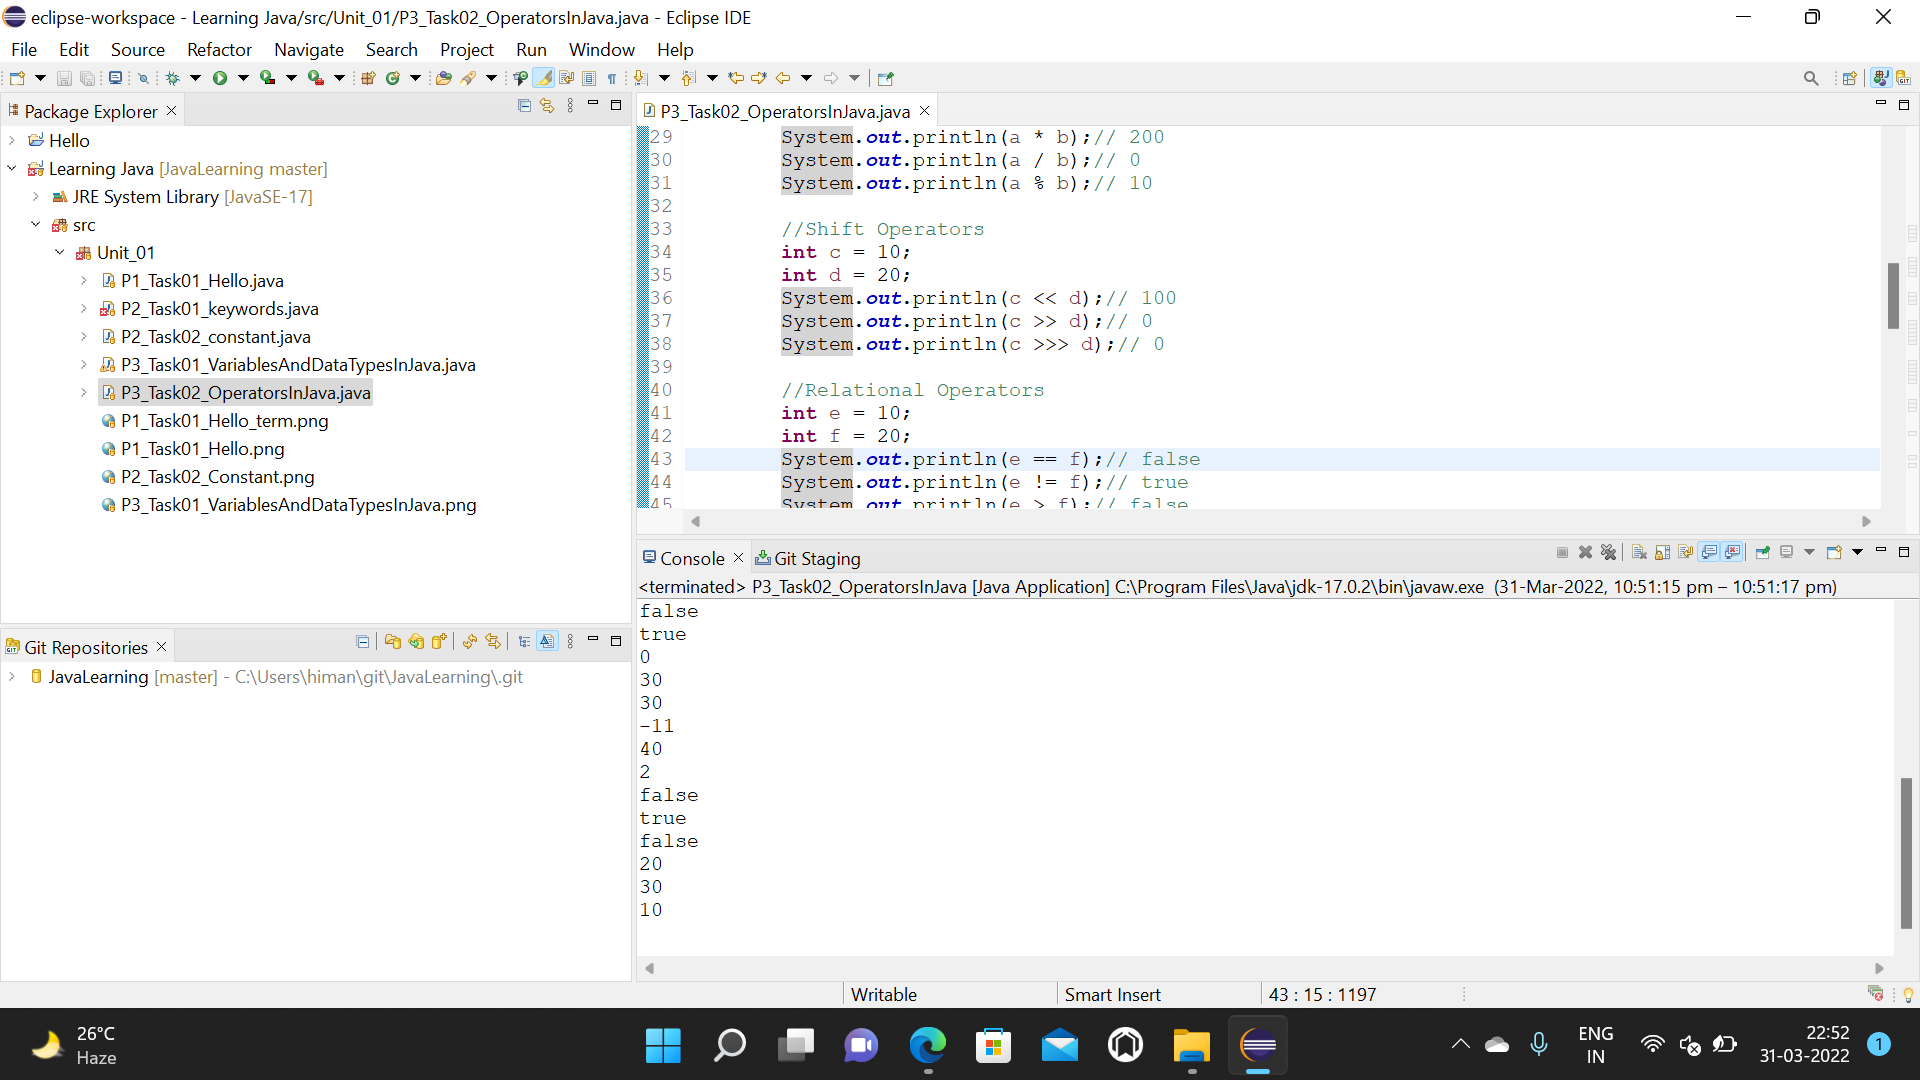 eclipse-workspace - Learning Java/src/Unit_01/P3_Task02_OperatorsInJava.java - Eclipse IDE
File Edit Source Refactor Navigate Search Project Run Window Help
Package Explorer
Hello
Learning Java [JavaLearning master]
JRE System Library [JavaSE-17]
src
Unit_01
P1_Task01_Hello.java
P2_Task01_keywords.java
P2_Task02_constant.java
P3_Task01_VariablesAndDataTypesInJava.java
P3_Task02_OperatorsInJava.java
P1_Task01_Hello_term.png
P1_Task01_Hello.png
P2_Task02_Constant.png
P3_Task01_VariablesAndDataTypesInJava.png
Git Repositories
JavaLearning [master] - C:\Users\himan\git\JavaLearning\.git
P3_Task02_OperatorsInJava.java
29 System.out.println(a * b);// 200
30 System.out.println(a / b);// 0
31 System.out.println(a % b);// 10
32
33 //Shift Operators
34 int c = 10;
35 int d = 20;
36 System.out.println(c << d);// 100
37 System.out.println(c >> d);// 0
38 System.out.println(c >>> d);// 0
39
40 //Relational Operators
41 int e = 10;
42 int f = 20;
43 System.out.println(e == f);// false
44 System.out.println(e != f);// true
45 System.out.println(e > f);// false
Console Git Staging
<terminated> P3_Task02_OperatorsInJava [Java Application] C:\Program Files\Java\jdk-17.0.2\bin\javaw.exe (31-Mar-2022, 10:51:15 pm – 10:51:17 pm)
false
true
0
30
30
-11
40
2
false
true
false
20
30
10
Writable Smart Insert 43 : 15 : 1197
26°C
Haze
ENG
IN
22:52
31-03-2022
1